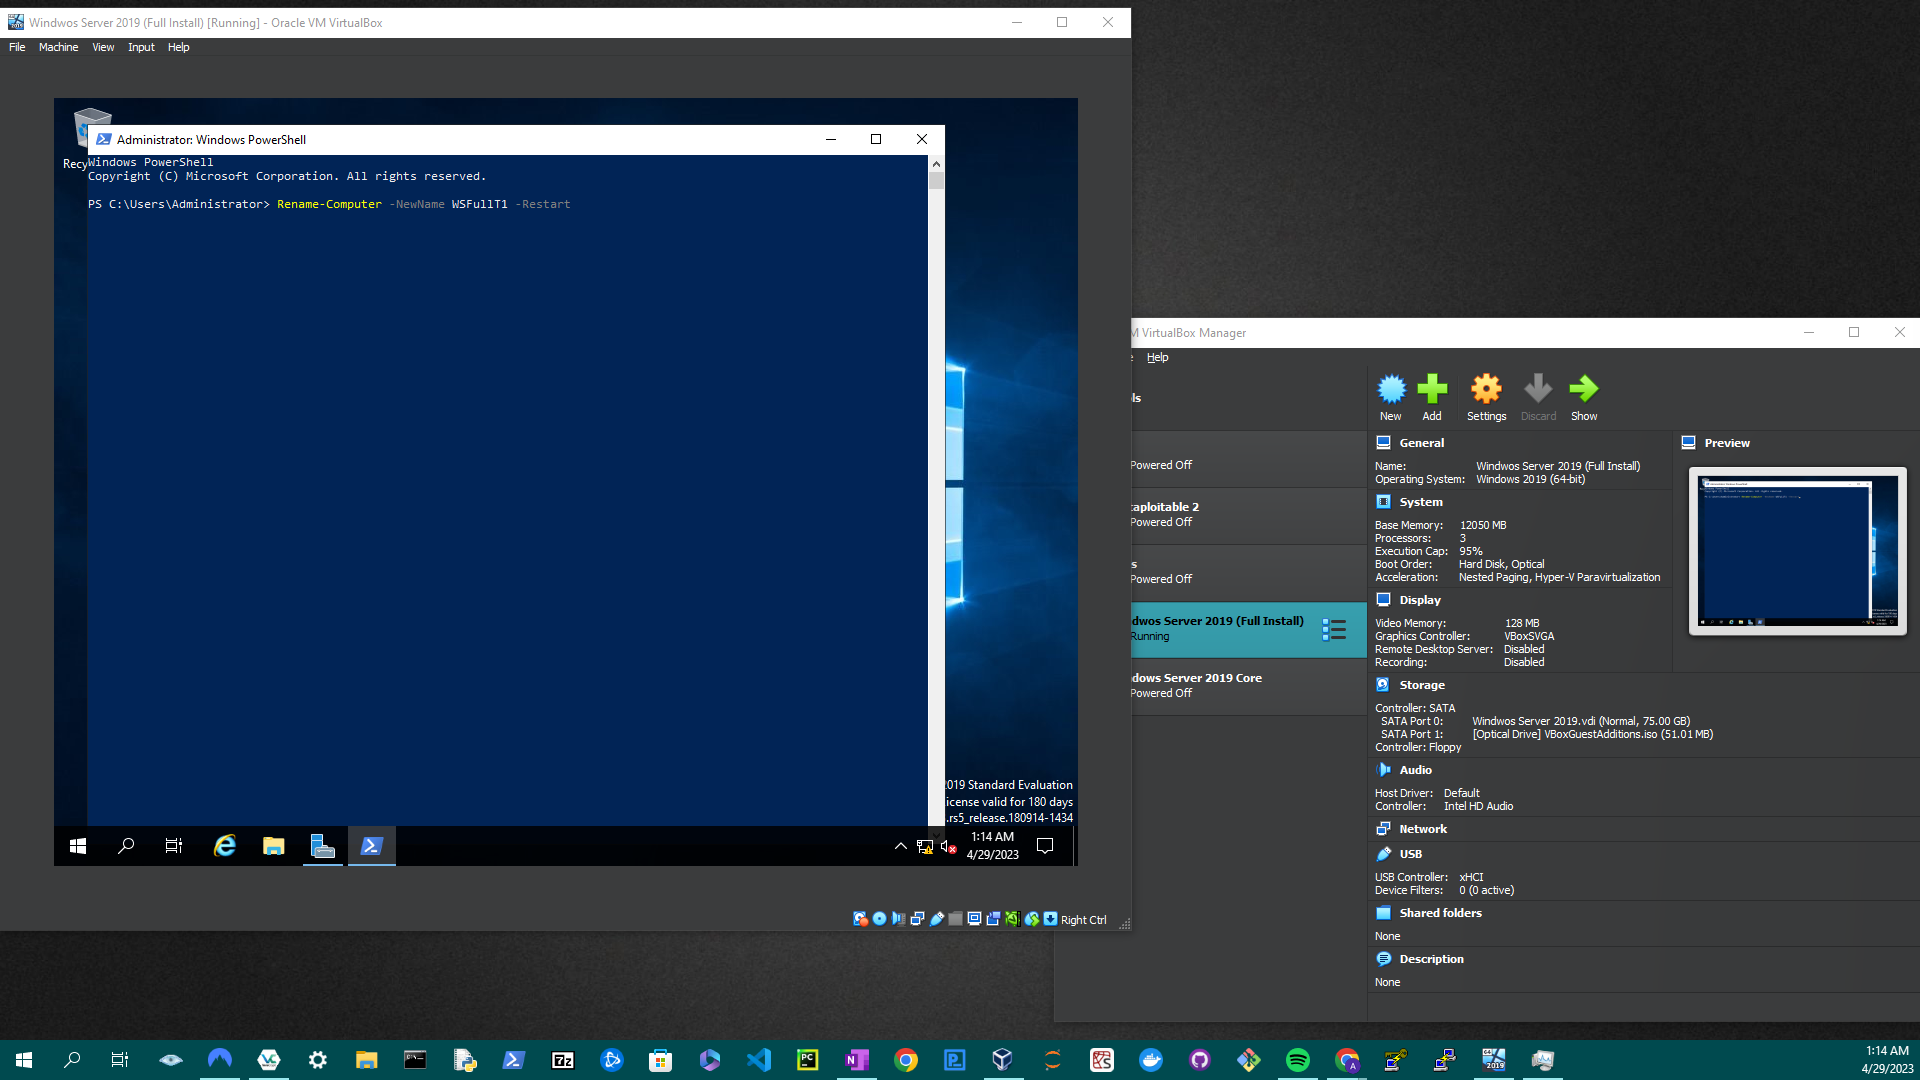 Windwos Server 2019 (Full Install) [Running] - Oracle VM VirtualBox
File Machine View Input Help
Administrator: Windows PowerShell
Recy
Windows PowerShell
Copyright (C) Microsoft Corporation. All rights reserved.
PS C:\Users\Administrator> Rename-Computer -NewName WSFullT1 -Restart
2019 Standard Evaluation
icense valid for 180 days
.rs5_release.180914-1434
1:14 AM
4/29/2023
Right Ctrl
M VirtualBox Manager
e Help
ols
New Add Settings Discard Show
Powered Off
taploitable 2
Powered Off
s
Powered Off
dwos Server 2019 (Full Install)
Running
dows Server 2019 Core
Powered Off
General
Name: Windwos Server 2019 (Full Install)
Operating System: Windows 2019 (64-bit)
System
Base Memory: 12050 MB
Processors: 3
Execution Cap: 95%
Boot Order: Hard Disk, Optical
Acceleration: Nested Paging, Hyper-V Paravirtualization
Display
Video Memory: 128 MB
Graphics Controller: VBoxSVGA
Remote Desktop Server: Disabled
Recording: Disabled
Storage
Controller: SATA
SATA Port 0: Windwos Server 2019.vdi (Normal, 75.00 GB)
SATA Port 1: [Optical Drive] VBoxGuestAdditions.iso (51.01 MB)
Controller: Floppy
Audio
Host Driver: Default
Controller: Intel HD Audio
Network
USB
USB Controller: xHCI
Device Filters: 0 (0 active)
Shared folders
None
Description
None
Preview
1:14 AM
4/29/2023